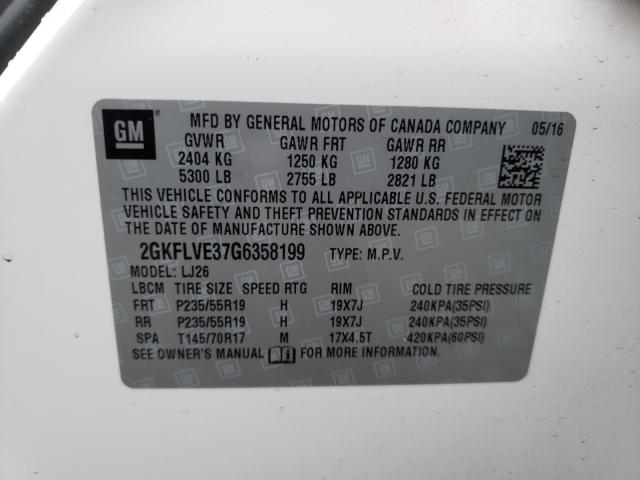 GM ® MFD BY GENERAL MOTORS OF CANADA COMPANY 05/16
GVWR GAWR FRT GAWR RR
2404 KG 1250 KG 1280 KG
5300 LB 2755 LB 2821 LB
THIS VEHICLE CONFORMS TO ALL APPLICABLE U.S. FEDERAL MOTOR
VEHICLE SAFETY AND THEFT PREVENTION STANDARDS IN EFFECT ON
THE DATE OF MANUFACTURE SHOWN ABOVE.
2GKFLVE37G6358199 TYPE: M.P.V.
MODEL: LJ26
LBCM TIRE SIZE SPEED RTG RIM COLD TIRE PRESSURE
FRT P235/55R19 H 19X7J 240KPA(35PSI)
RR P235/55R19 H 19X7J 240KPA(35PSI)
SPA T145/70R17 M 17X4.5T 420KPA(60PSI)
SEE OWNER'S MANUAL FOR MORE INFORMATION